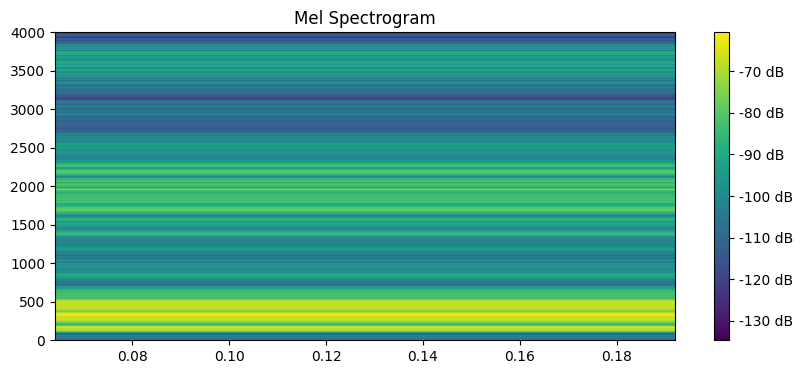 Mel Spectrogram
4000
3500
3000
2500
2000
1500
1000
500
0
0.08 0.10 0.12 0.14 0.16 0.18
-70 dB
-80 dB
-90 dB
-100 dB
-110 dB
-120 dB
-130 dB